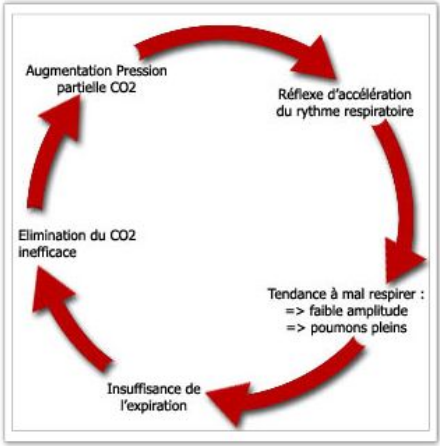 Augmentation Pression
partielle CO2
Réflexe d'accélération
du rythme respiratoire
Tendance à mal respirer :
=> faible amplitude
=> poumons pleins
Insuffisance de
l'expiration
Elimination du CO2
inefficace